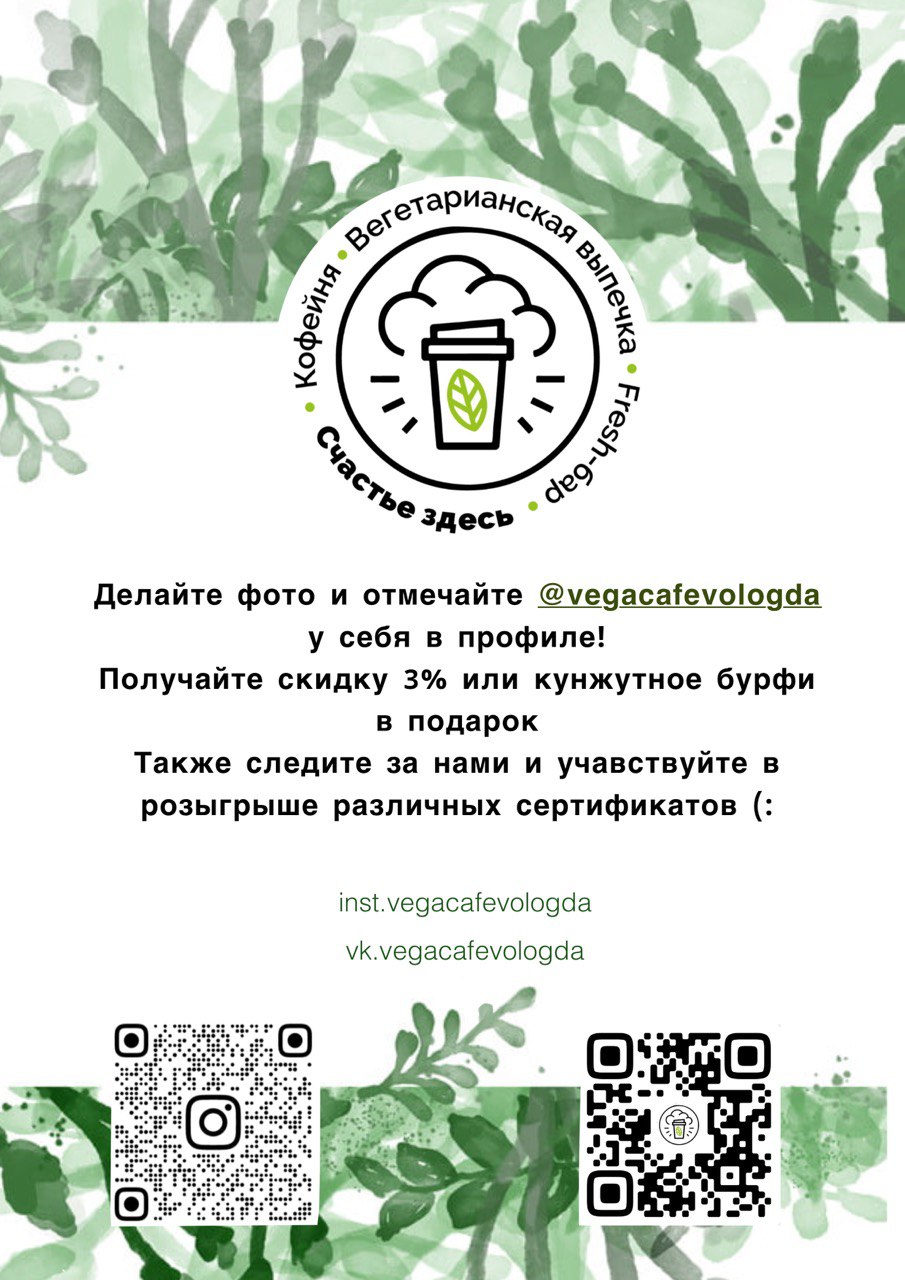 Кофейня • Вегетарианская выпечка • Fresh-бар •
Счастье здесь •
Делайте фото и отмечайте @vegacafevologda
у себя в профиле!
Получайте скидку 3% или кунжутное бурфи
в подарок
Также следите за нами и учавствуйте в
розыгрыше различных сертификатов (:
inst.vegacafevologda
vk.vegacafevologda